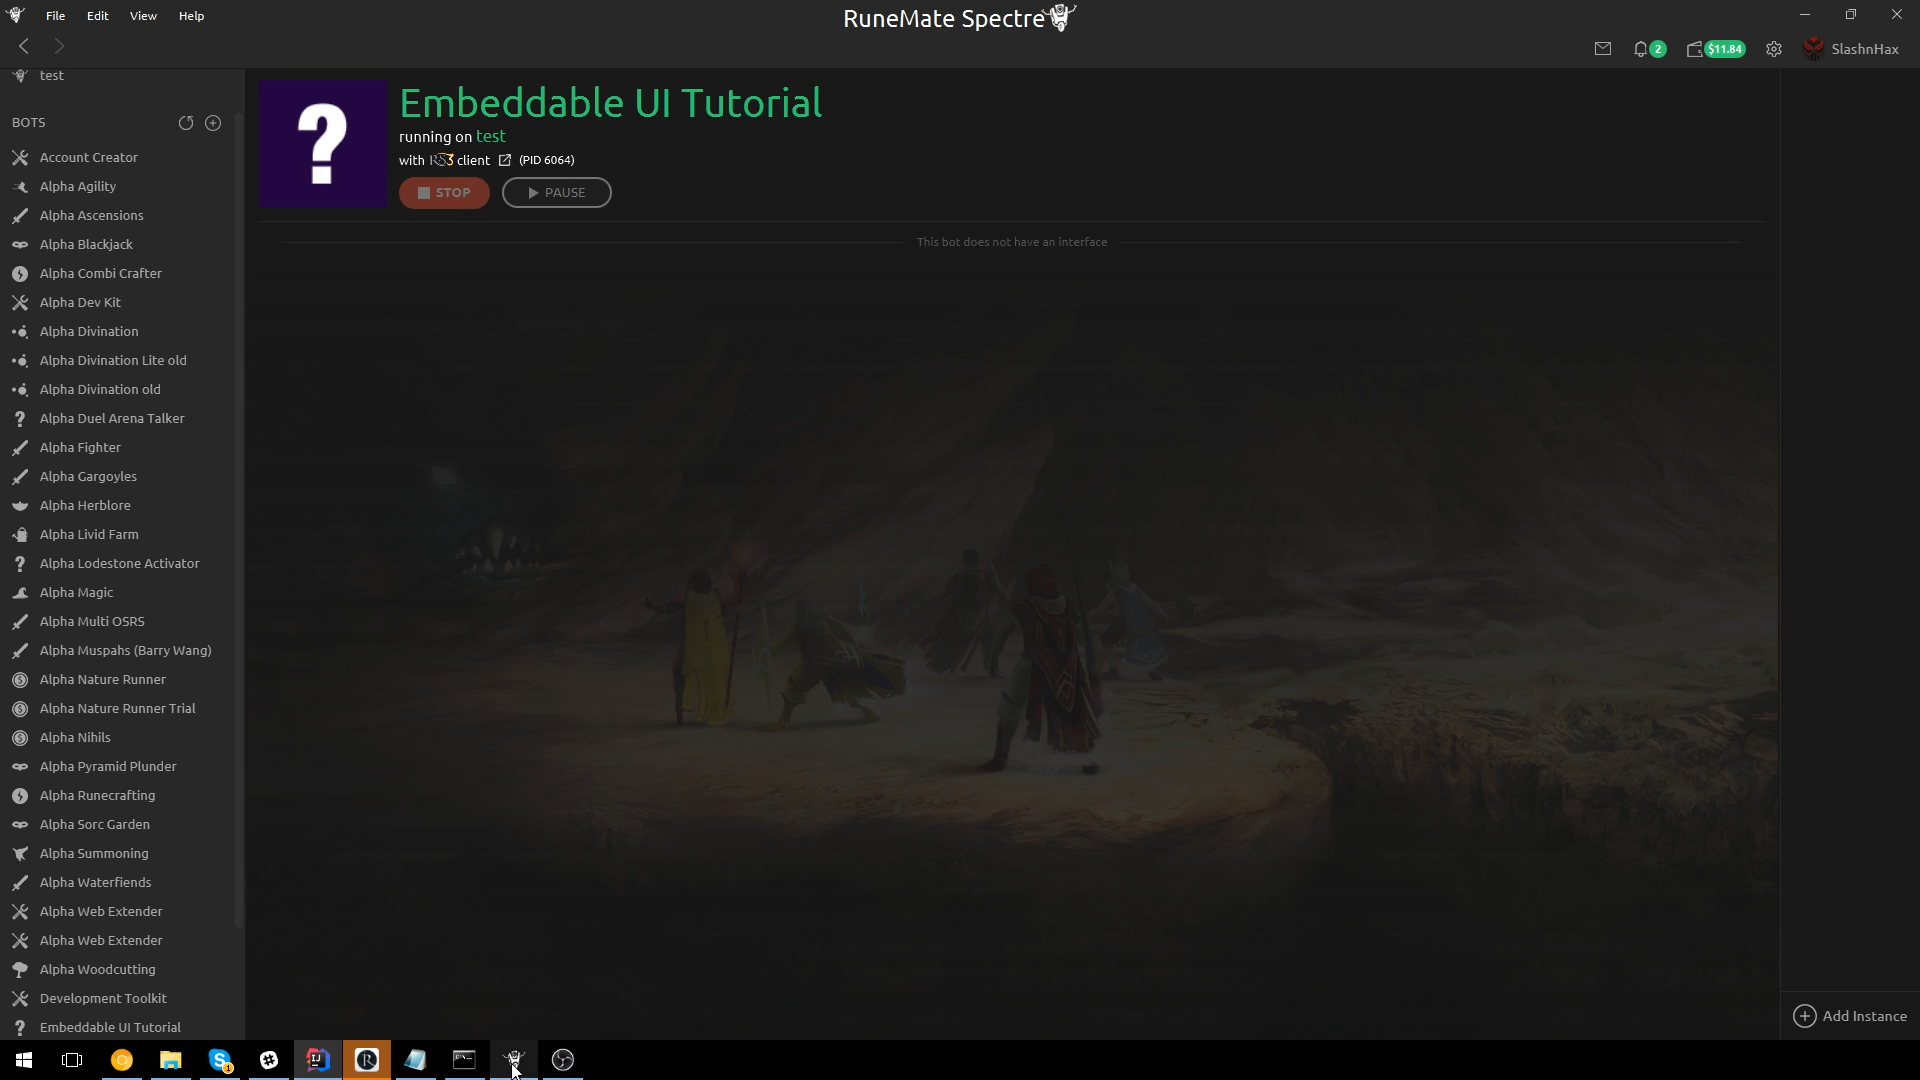 File Edit View Help
RuneMate Spectre
2 $11.84 SlashnHax
test
BOTS
Account Creator
Alpha Agility
Alpha Ascensions
Alpha Blackjack
Alpha Combi Crafter
Alpha Dev Kit
Alpha Divination
Alpha Divination Lite old
Alpha Divination old
Alpha Duel Arena Talker
Alpha Fighter
Alpha Gargoyles
Alpha Herblore
Alpha Livid Farm
Alpha Lodestone Activator
Alpha Magic
Alpha Multi OSRS
Alpha Muspahs (Barry Wang)
Alpha Nature Runner
Alpha Nature Runner Trial
Alpha Nihils
Alpha Pyramid Plunder
Alpha Runecrafting
Alpha Sorc Garden
Alpha Summoning
Alpha Waterfiends
Alpha Web Extender
Alpha Web Extender
Alpha Woodcutting
Development Toolkit
Embeddable UI Tutorial
Embeddable UI Tutorial
running on test
with RS3 client (PID 6064)
STOP PAUSE
This bot does not have an interface
Add Instance